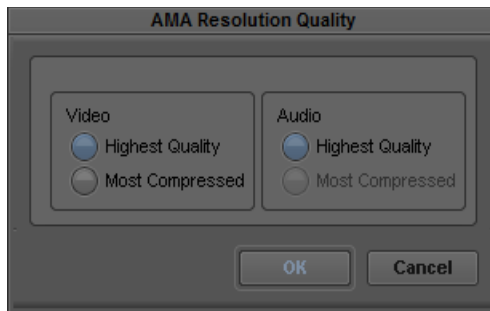 AMA Resolution Quality
Video
Highest Quality
Most Compressed
Audio
Highest Quality
Most Compressed
OK
Cancel